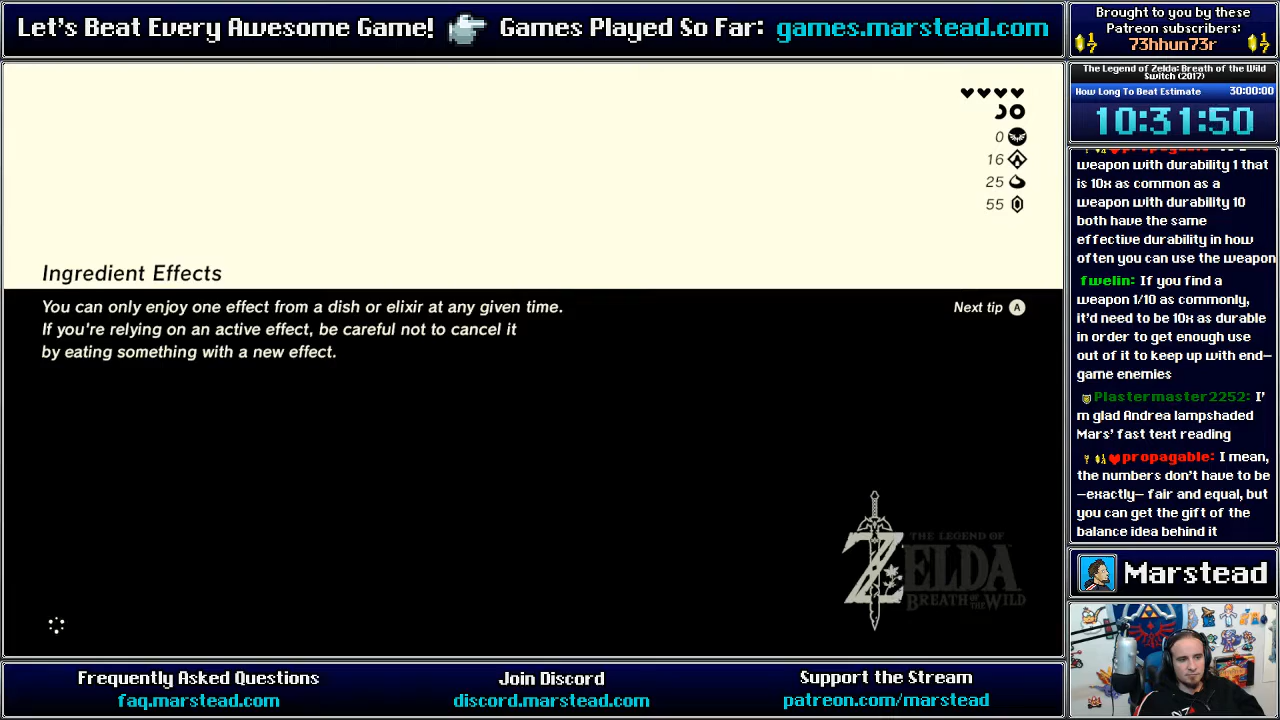 Let's Beat Every Awesome Game!
Games Played So Far: games.marstead.com
Brought to you by these
Patreon subscribers:
73hhun73r
The Legend of Zelda: Breath of the Wild
Switch (2017)
How Long To Beat Estimate 30:00:00
10:31:50
0
16
25
55
Ingredient Effects
You can only enjoy one effect from a dish or elixir at any given time.
If you're relying on an active effect, be careful not to cancel it
by eating something with a new effect.
Next tip A
THE LEGEND OF
ZELDA
BREATH OF THE WILD
weapon with durability 1 that
is 10x as common as a
weapon with durability 10
both have the same
effective durability in how
often you can use the weapon
fwelin: If you find a
weapon 1/10 as commonly,
it'd need to be 10x as durable
in order to get enough use
out of it to keep up with end-
game enemies
Plastermaster2252: I'
m glad Andrea lampshaded
Mars' fast text reading
propagable: I mean,
the numbers don't have to be
-exactly- fair and equal, but
you can get the gift of the
balance idea behind it
Marstead
Frequently Asked Questions
faq.marstead.com
Join Discord
discord.marstead.com
Support the Stream
patreon.com/marstead